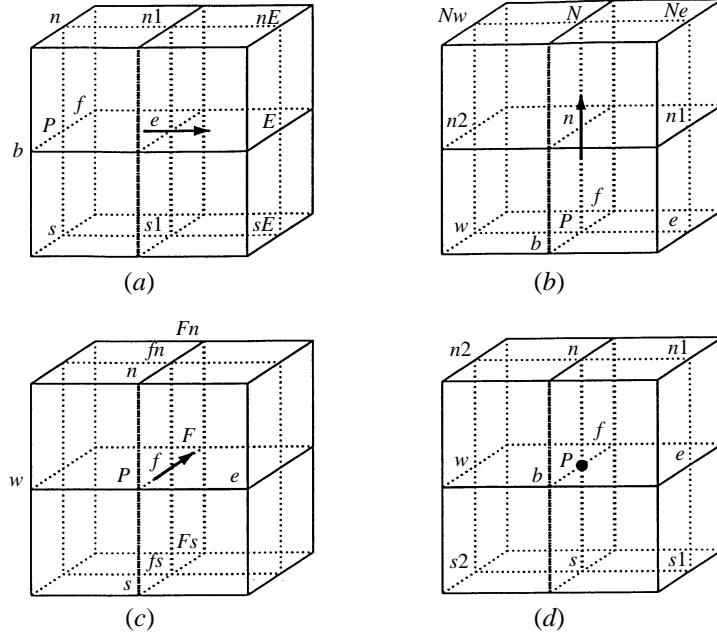 n n1 nE
f
P e E
b
s s1 sE
(a)
Nw N Ne
n2 n n1
f
w P e
b
(b)
Fn
fn
n
F
f
w P e
Fs
fs
s
(c)
n2 n n1
f
w P e
b
s2 s s1
(d)